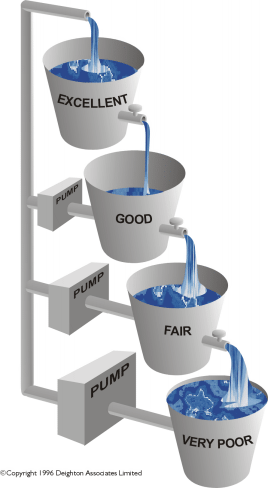 EXCELLENT
PUMP
GOOD
PUMP
FAIR
PUMP
VERY POOR
©Copyright 1996 Deighton Associates Limited